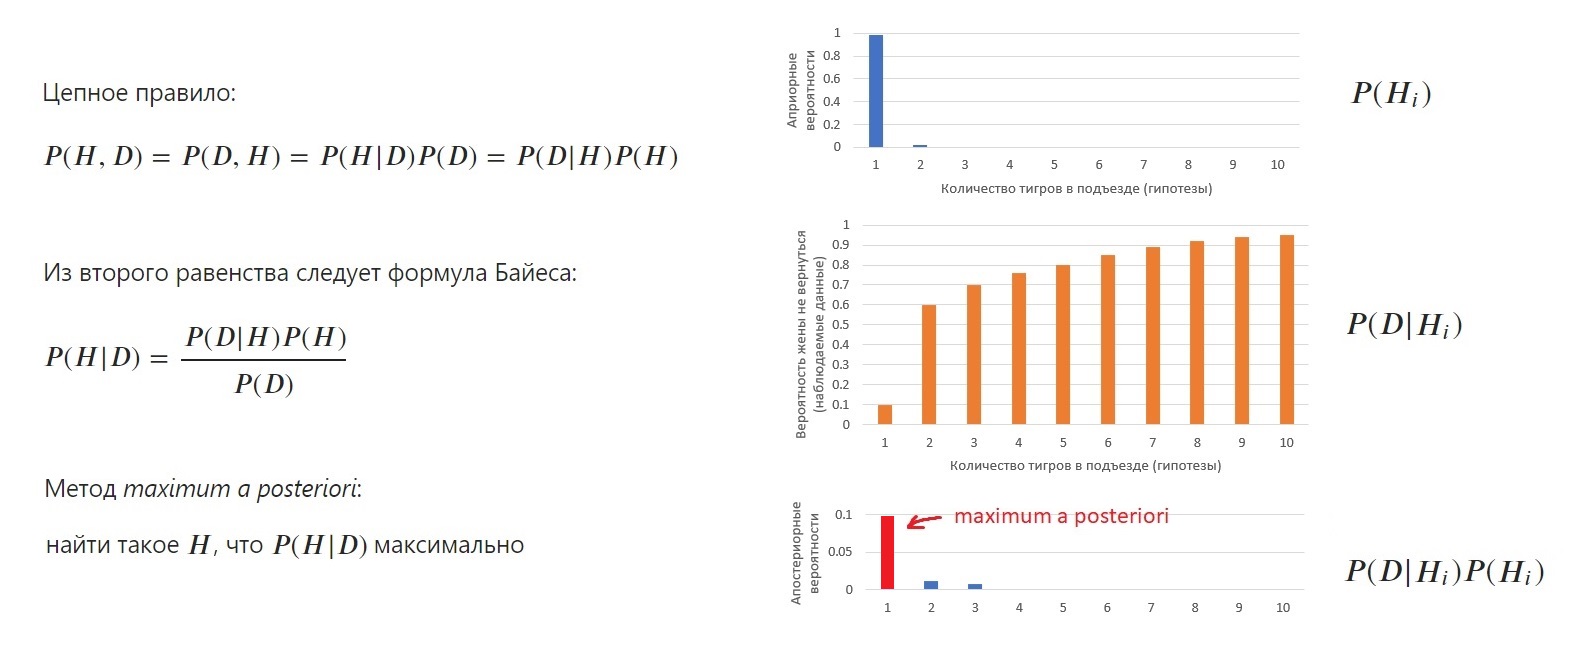 Цепное правило:
P(H, D) = P(D, H) = P(H|D)P(D) = P(D|H)P(H)
Из второго равенства следует формула Байеса:
P(H|D) = P(D|H)P(H)
P(D)
Метод maximum a posteriori:
найти такое H, что P(H|D) максимально
Априорные
вероятности
1
0.8
0.6
0.4
0.2
0
1 2 3 4 5 6 7 8 9 10
Количество тигров в подъезде (гипотезы)
P(Hᵢ)
Вероятность жены не вернуться
(наблюдаемые данные)
1
0.9
0.8
0.7
0.6
0.5
0.4
0.3
0.2
0.1
0
1 2 3 4 5 6 7 8 9 10
Количество тигров в подъезде (гипотезы)
P(D|Hᵢ)
Апостериорные
вероятности
0.1
0.05
0
maximum a posteriori
1 2 3 4 5 6 7 8 9 10
P(D|Hᵢ)P(Hᵢ)